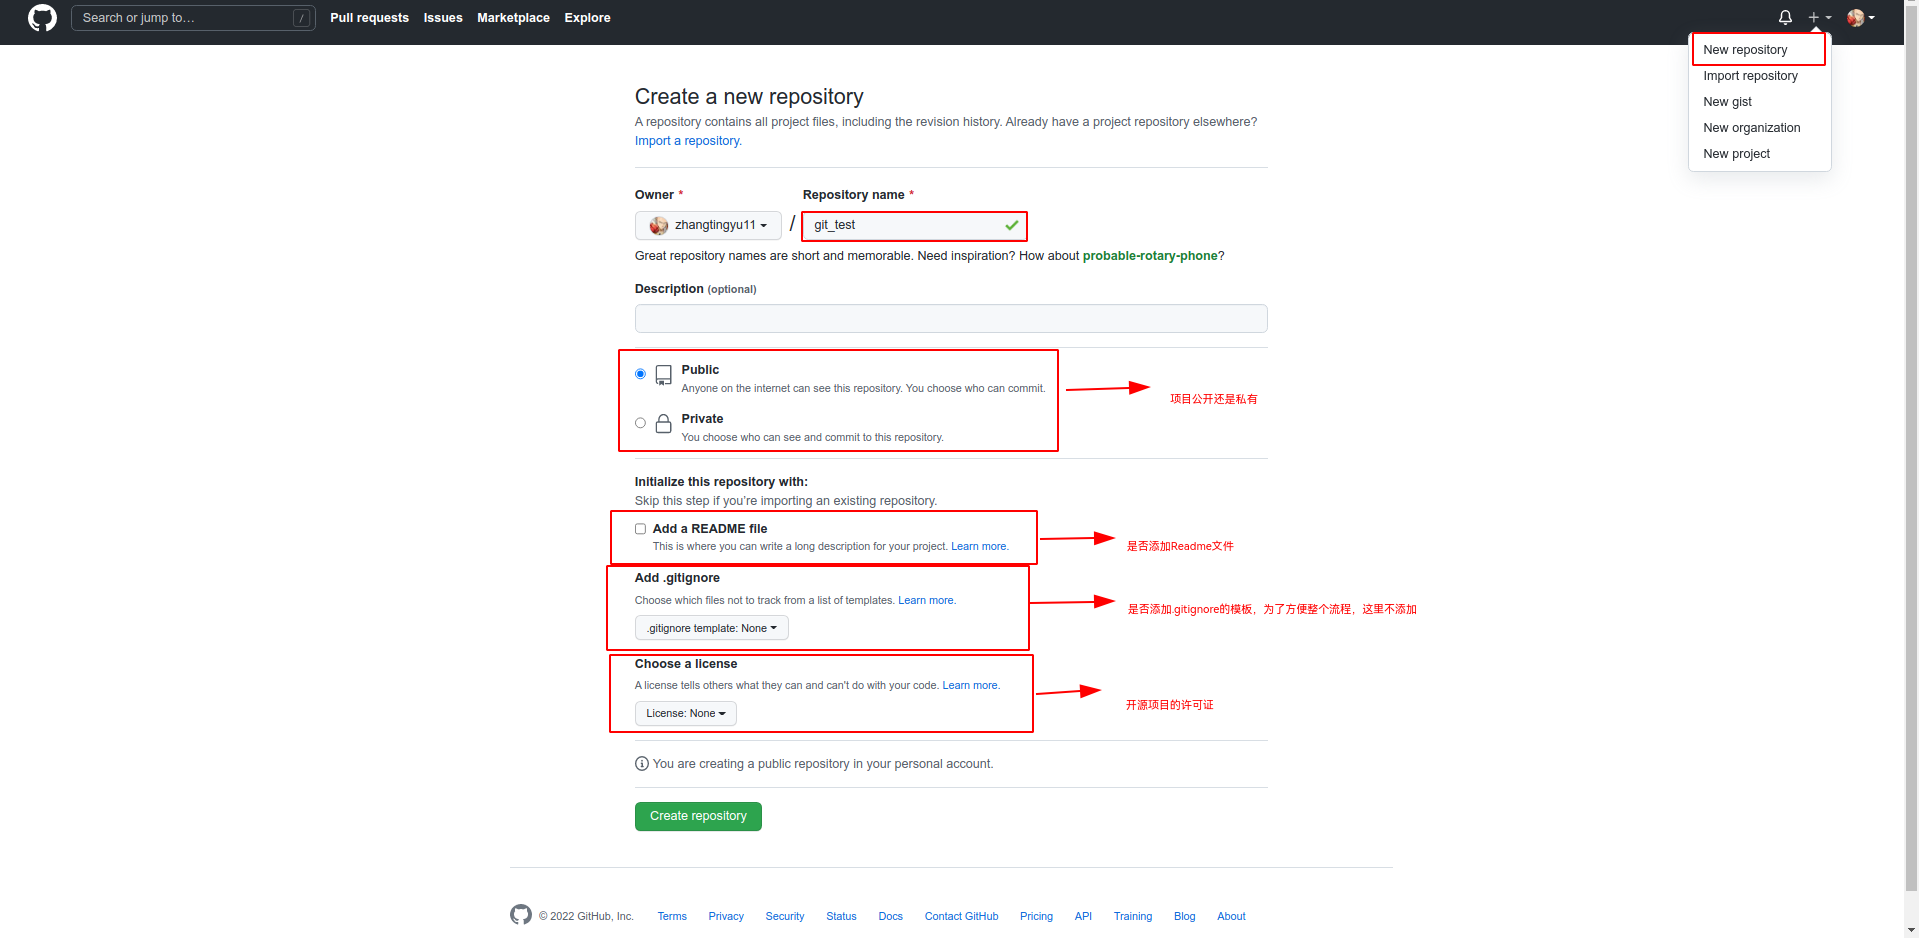 Search or jump to… /
Pull requests Issues Marketplace Explore
New repository
Import repository
New gist
New organization
New project
Create a new repository
A repository contains all project files, including the revision history. Already have a project repository elsewhere?
Import a repository.
Owner * Repository name *
zhangtingyu11 / git_test
Great repository names are short and memorable. Need inspiration? How about probable-rotary-phone?
Description (optional)
Public
Anyone on the internet can see this repository. You choose who can commit.
项目公开还是私有
Private
You choose who can see and commit to this repository.
Initialize this repository with:
Skip this step if you’re importing an existing repository.
Add a README file
This is where you can write a long description for your project. Learn more.
是否添加Readme文件
Add .gitignore
Choose which files not to track from a list of templates. Learn more.
是否添加.gitignore的模板，为了方便整个流程，这里不添加
.gitignore template: None
Choose a license
A license tells others what they can and can't do with your code. Learn more.
开源项目的许可证
License: None
You are creating a public repository in your personal account.
Create repository
© 2022 GitHub, Inc. Terms Privacy Security Status Docs Contact GitHub Pricing API Training Blog About